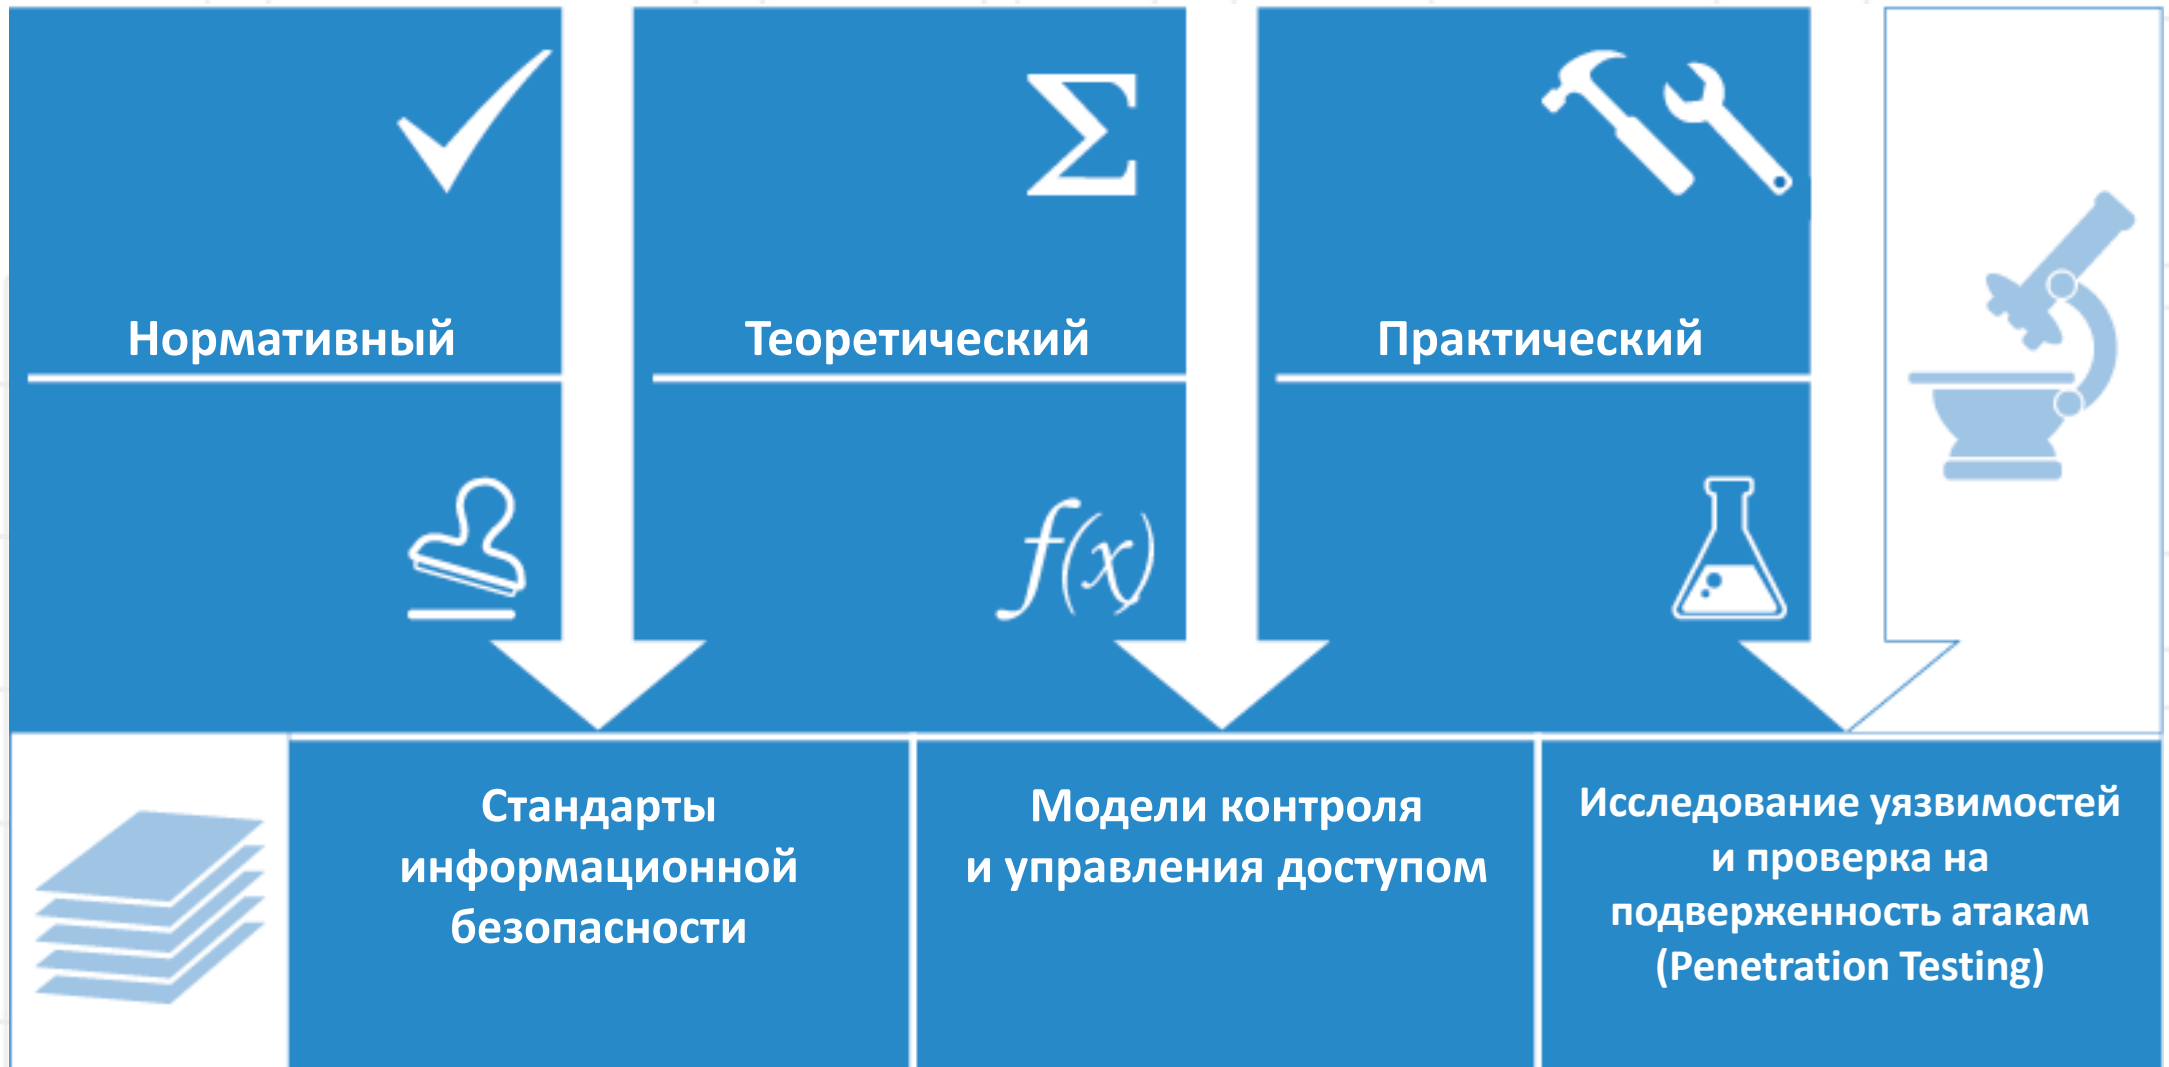 Σ
Нормативный
Теоретический
Практический
f(x)
Стандарты
информационной
безопасности
Модели контроля
и управления доступом
Исследование уязвимостей
и проверка на
подверженность атакам
(Penetration Testing)